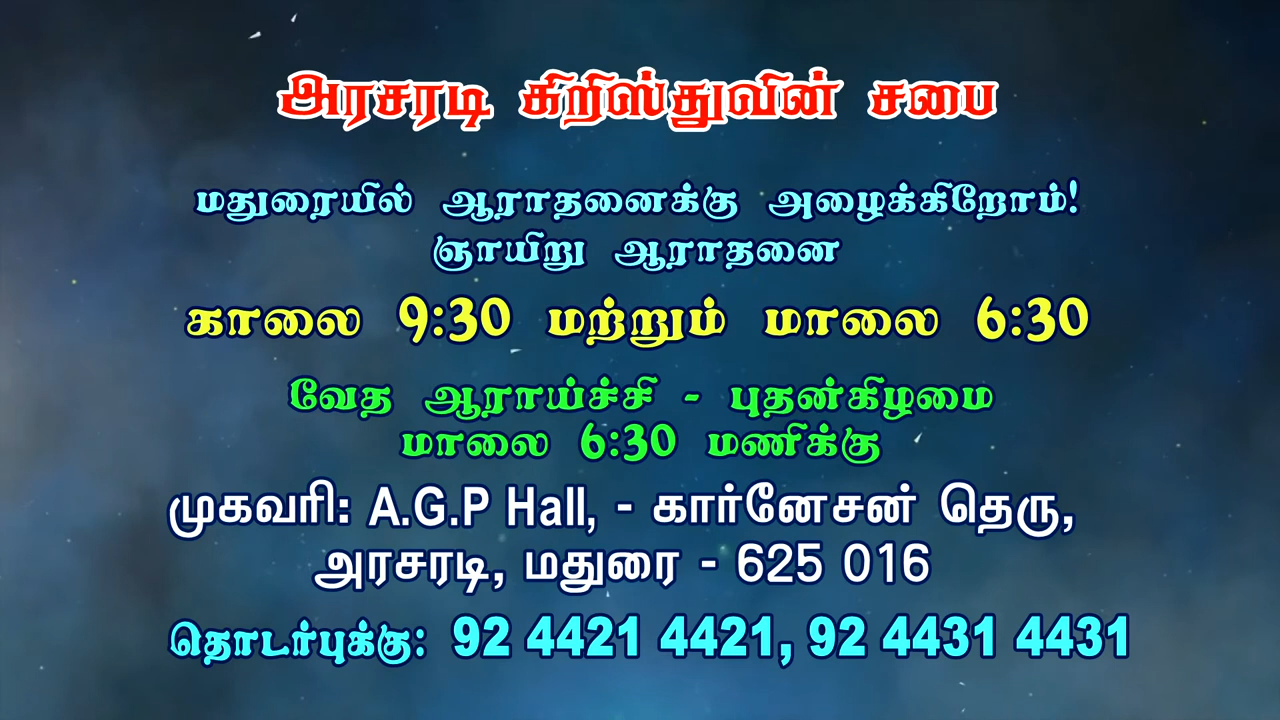 அரசரடி கிறிஸ்துவின் சபை
மதுரையில் ஆராதனைக்கு அழைக்கிறோம்!
ஞாயிறு ஆராதனை
காலை 9:30 மற்றும் மாலை 6:30
வேத ஆராய்ச்சி - புதன்கிழமை
மாலை 6:30 மணிக்கு
முகவரி: A.G.P Hall, - கார்னேசன் தெரு,
அரசரடி, மதுரை - 625 016
தொடர்புக்கு: 92 4421 4421, 92 4431 4431